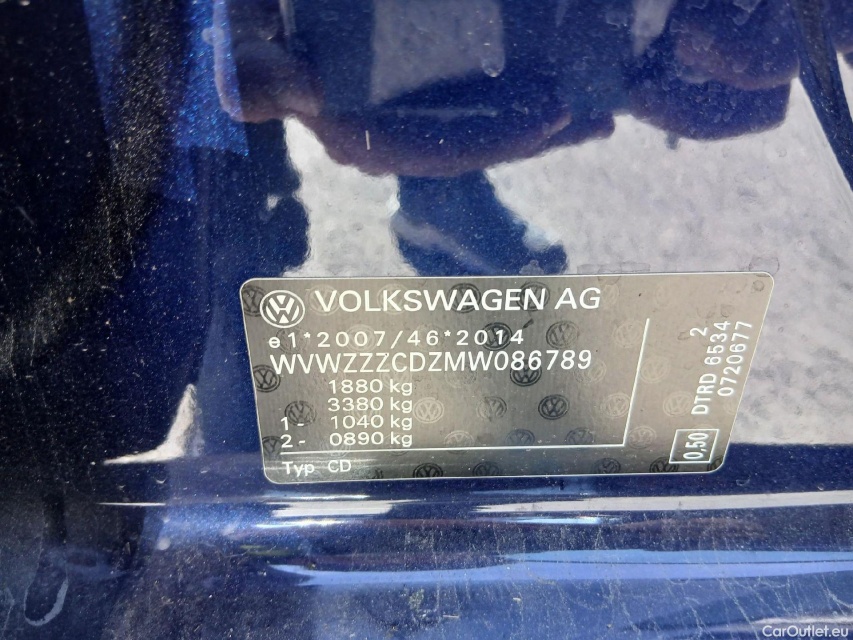 VOLKSWAGEN AG
e1*2007/46*2014
WVWZZZCDZMW086789
1880 kg
3380 kg
1- 1040 kg
2- 0890 kg
Typ CD
2
DTRD 6534
0720677
0,50
CarOutlet.eu